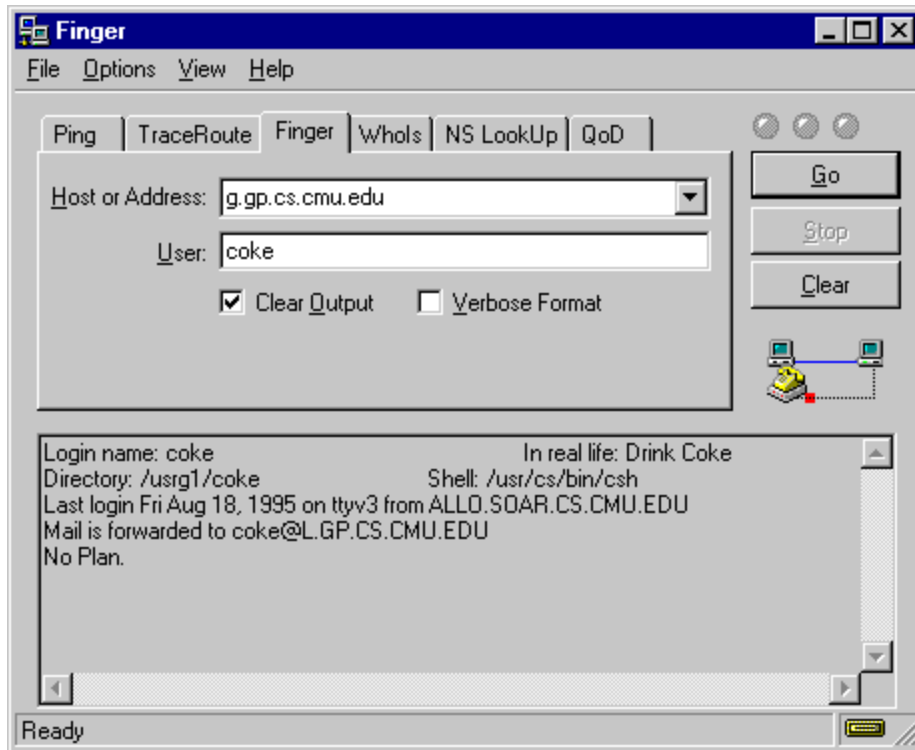 Finger
File Options View Help
Ping TraceRoute Finger WhoIs NS LookUp QoD
Host or Address: g.gp.cs.cmu.edu
User: coke
Clear Output Verbose Format
Go
Stop
Clear
Login name: coke In real life: Drink Coke
Directory: /usrg1/coke Shell: /usr/cs/bin/csh
Last login Fri Aug 18, 1995 on ttyv3 from ALLO.SOAR.CS.CMU.EDU
Mail is forwarded to coke@L.GP.CS.CMU.EDU
No Plan.
Ready